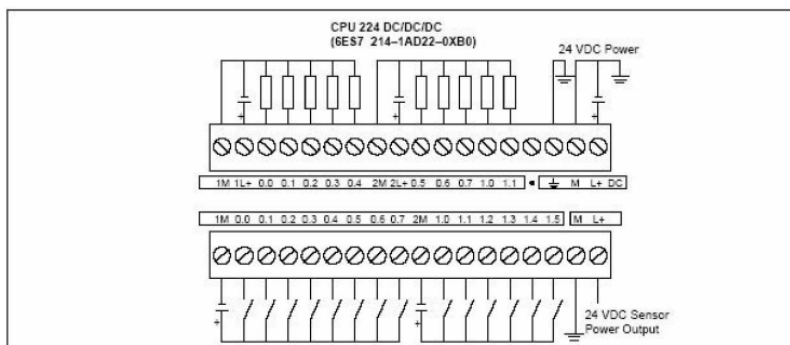 CPU 224 DC/DC/DC
(6ES7 214–1AD22–0XB0)
24 VDC Power
+ + +
1M 1L+ 0.0 0.1 0.2 0.3 0.4 2M 2L+ 0.5 0.6 0.7 1.0 1.1 • ⏚ M L+ DC
1M 0.0 0.1 0.2 0.3 0.4 0.5 0.6 0.7 2M 1.0 1.1 1.2 1.3 1.4 1.5 M L+
+ +
24 VDC Sensor
Power Output